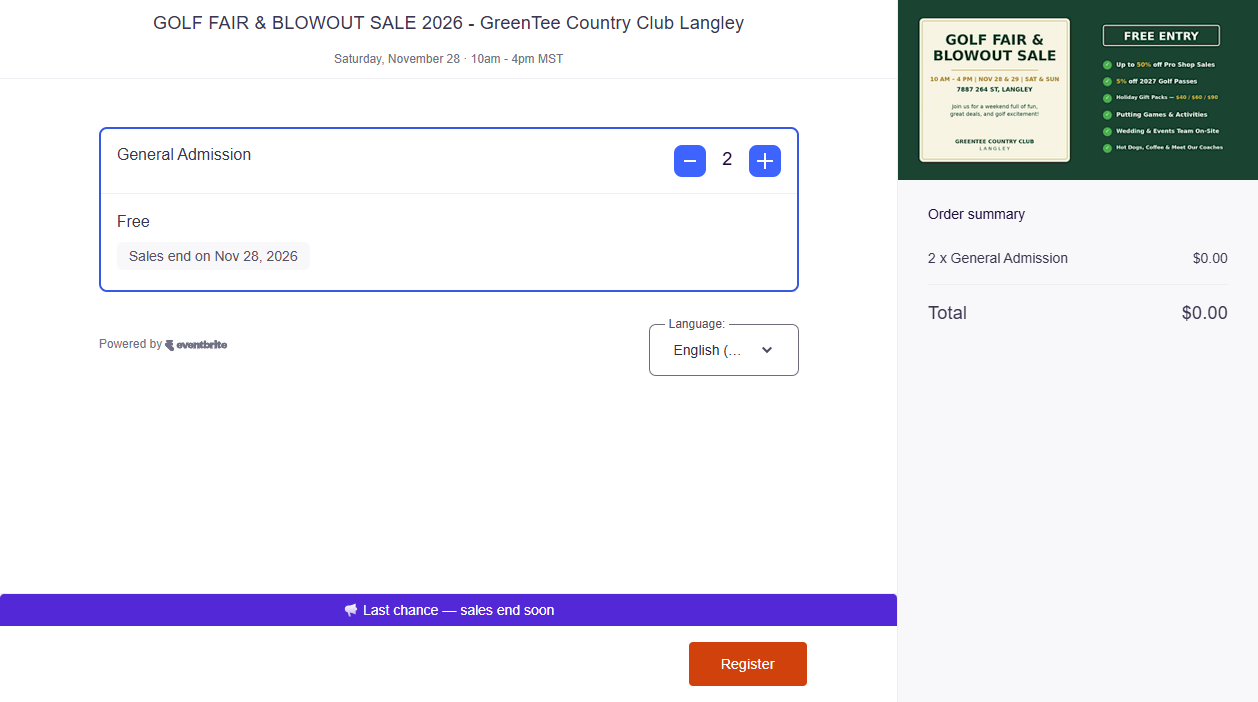 GOLF FAIR & BLOWOUT SALE 2026 - GreenTee Country Club Langley
Saturday, November 28 · 10am - 4pm MST
General Admission
2
Free
Sales end on Nov 28, 2026
Powered by eventbrite
Language:
English (...
Last chance — sales end soon
Register
GOLF FAIR &
BLOWOUT SALE
10 AM – 4 PM | NOV 28 & 29 | SAT & SUN
7887 264 ST, LANGLEY
Join us for a weekend full of fun,
great deals, and golf excitement!
GREENTEE COUNTRY CLUB
LANGLEY
FREE ENTRY
Up to 50% off Pro Shop Sales
5% off 2027 Golf Passes
Holiday Gift Packs — $40 / $60 / $90
Putting Games & Activities
Wedding & Events Team On-Site
Hot Dogs, Coffee & Meet Our Coaches
Order summary
2 x General Admission $0.00
Total $0.00